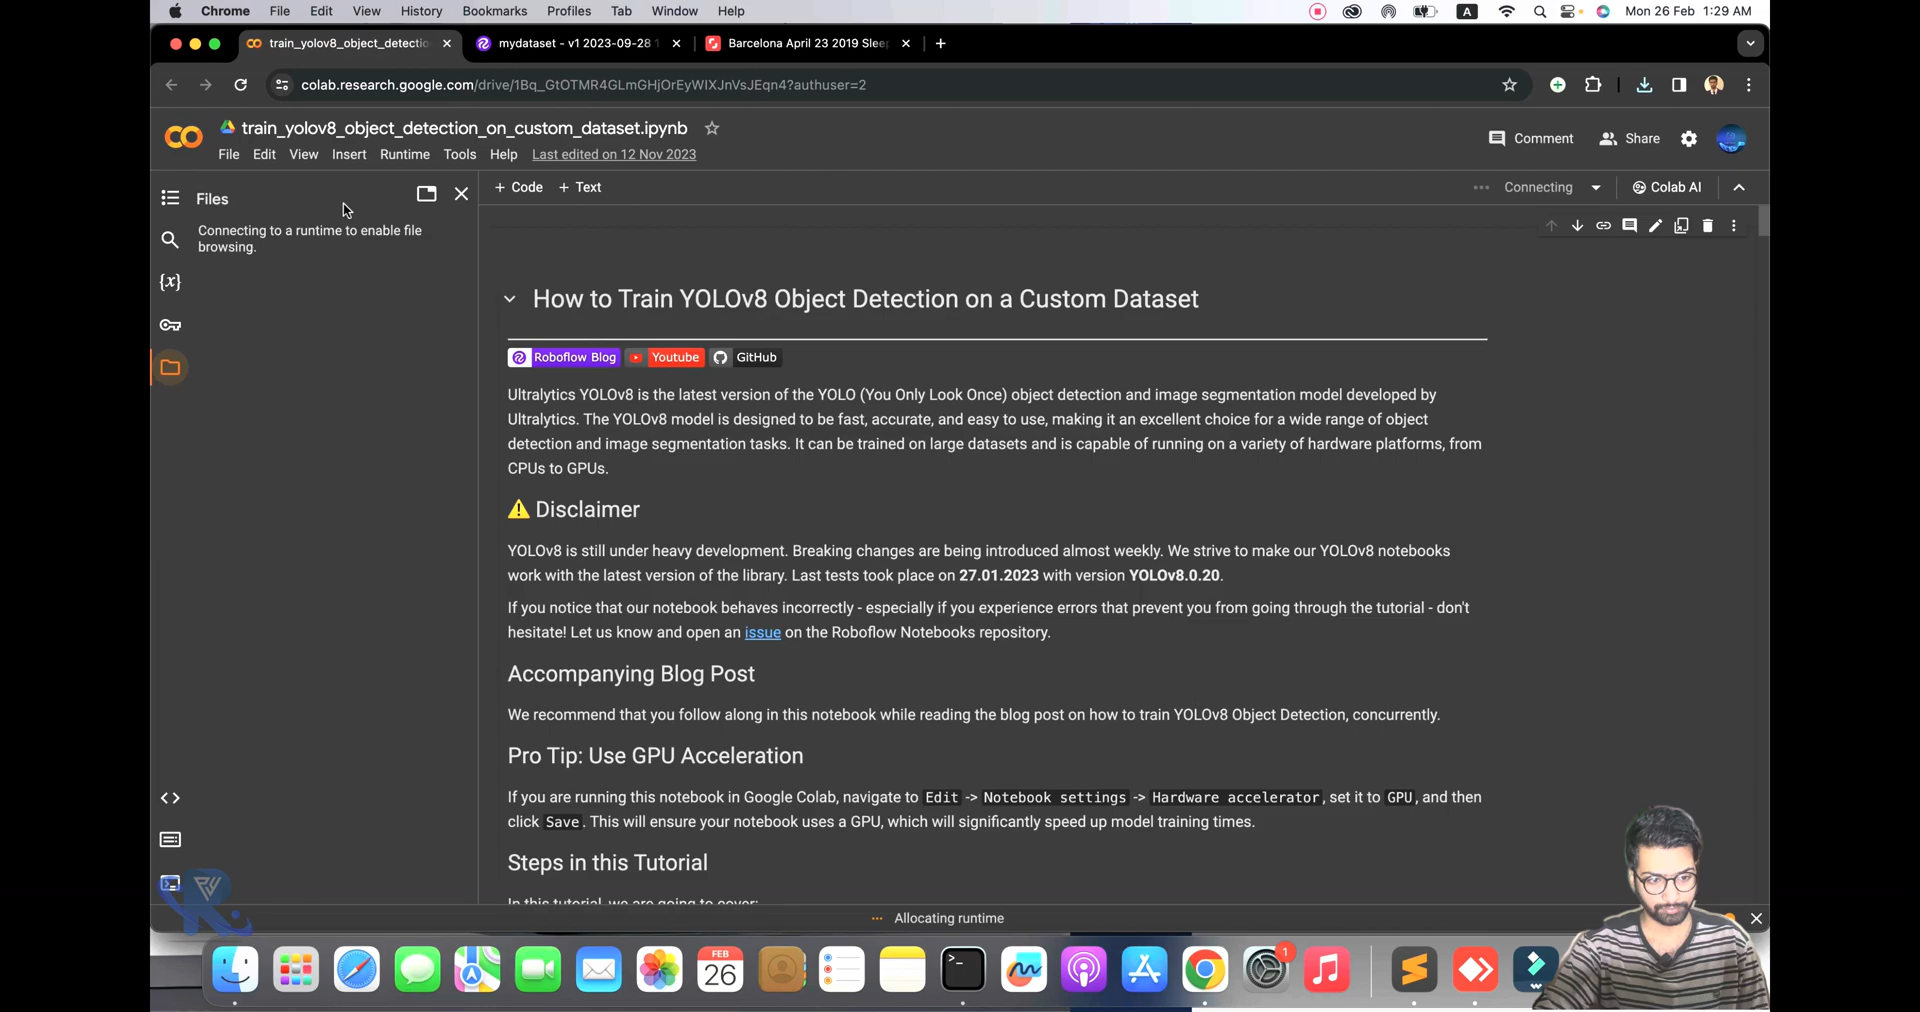 Chrome File Edit View History Bookmarks Profiles Tab Window Help A Mon 26 Feb 1:29 AM
train_yolov8_object_detectio mydataset - v1 2023-09-28 1 Barcelona April 23 2019 Slee
colab.research.google.com/drive/1Bq_GtOTMR4GLmGHjOrEyWIXJnVsJEqn4?authuser=2
train_yolov8_object_detection_on_custom_dataset.ipynb
Comment Share
File Edit View Insert Runtime Tools Help Last edited on 12 Nov 2023
Files
+ Code + Text Connecting Colab AI
Connecting to a runtime to enable file
browsing.
{x}
How to Train YOLOv8 Object Detection on a Custom Dataset
Roboflow Blog Youtube GitHub
Ultralytics YOLOv8 is the latest version of the YOLO (You Only Look Once) object detection and image segmentation model developed by
Ultralytics. The YOLOv8 model is designed to be fast, accurate, and easy to use, making it an excellent choice for a wide range of object
detection and image segmentation tasks. It can be trained on large datasets and is capable of running on a variety of hardware platforms, from
CPUs to GPUs.
Disclaimer
YOLOv8 is still under heavy development. Breaking changes are being introduced almost weekly. We strive to make our YOLOv8 notebooks
work with the latest version of the library. Last tests took place on 27.01.2023 with version YOLOv8.0.20.
If you notice that our notebook behaves incorrectly - especially if you experience errors that prevent you from going through the tutorial - don't
hesitate! Let us know and open an issue on the Roboflow Notebooks repository.
Accompanying Blog Post
We recommend that you follow along in this notebook while reading the blog post on how to train YOLOv8 Object Detection, concurrently.
Pro Tip: Use GPU Acceleration
If you are running this notebook in Google Colab, navigate to Edit -> Notebook settings -> Hardware accelerator, set it to GPU, and then
click Save. This will ensure your notebook uses a GPU, which will significantly speed up model training times.
Steps in this Tutorial
In this tutorial, we are going to cover:
Allocating runtime
FEB
26
1